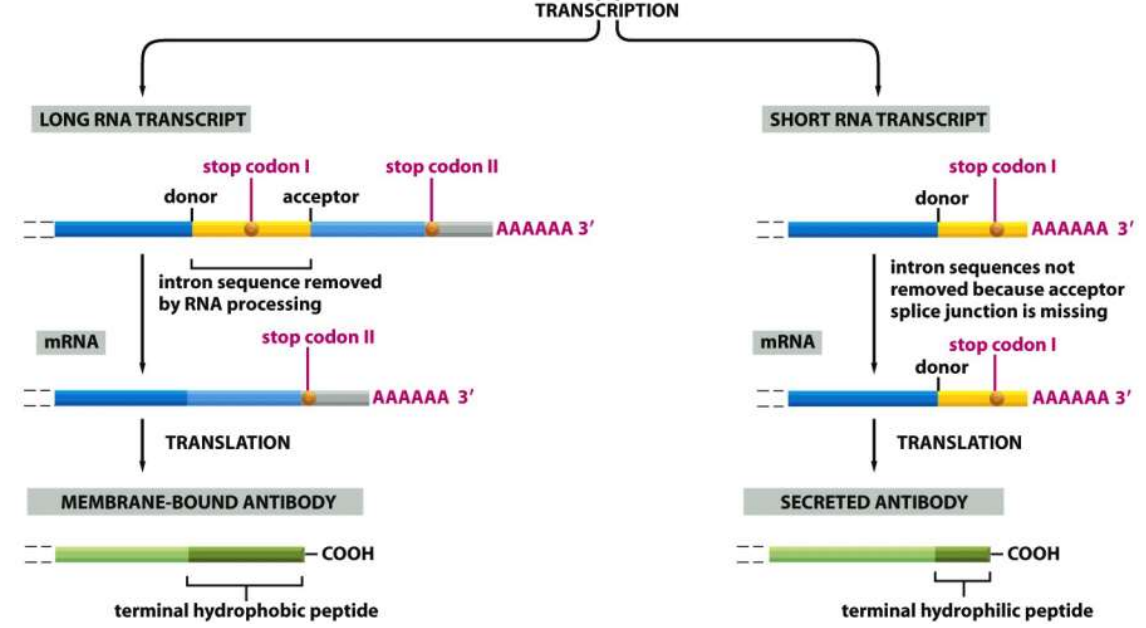 TRANSCRIPTION
LONG RNA TRANSCRIPT
stop codon I
stop codon II
donor
acceptor
AAAAAA 3′
intron sequence removed
by RNA processing
mRNA
stop codon II
AAAAAA 3′
TRANSLATION
MEMBRANE-BOUND ANTIBODY
COOH
terminal hydrophobic peptide
SHORT RNA TRANSCRIPT
stop codon I
donor
AAAAAA 3′
intron sequences not
removed because acceptor
splice junction is missing
mRNA
stop codon I
donor
AAAAAA 3′
TRANSLATION
SECRETED ANTIBODY
COOH
terminal hydrophilic peptide